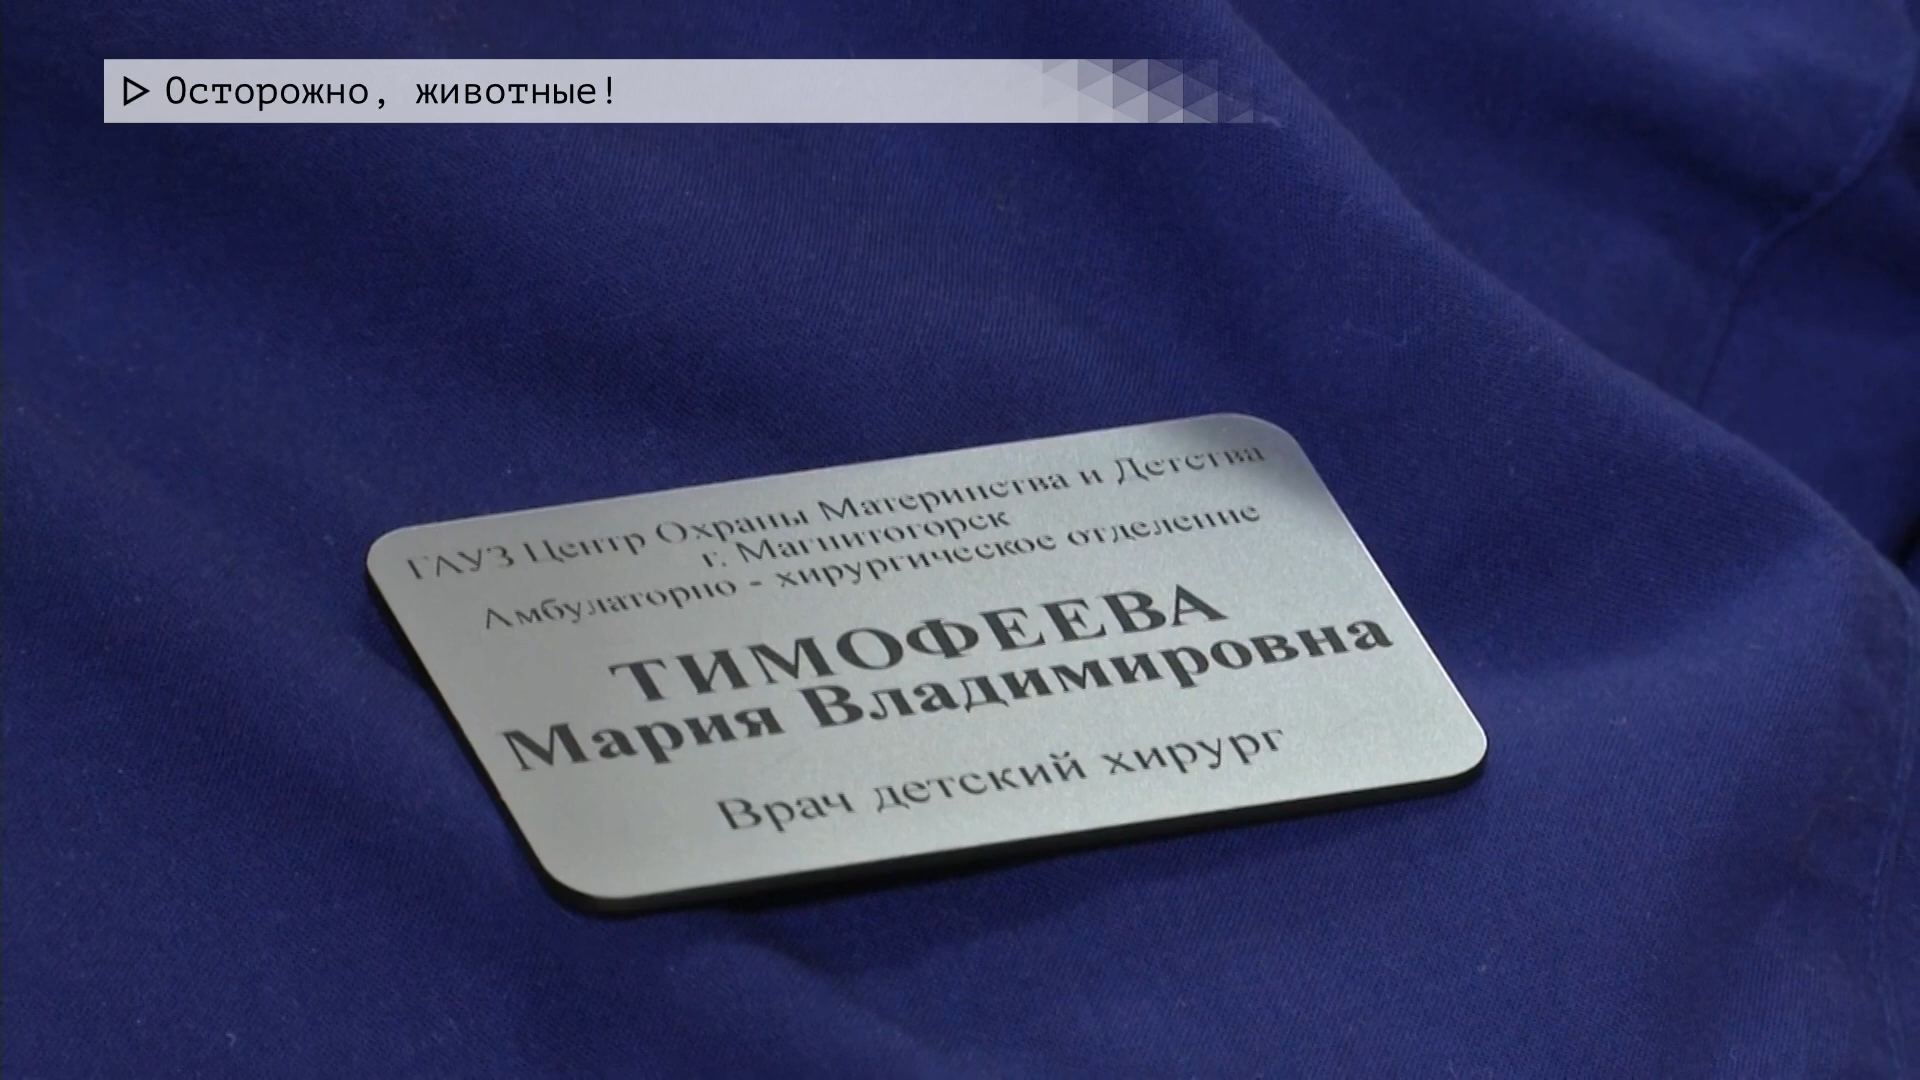 Осторожно, животные!
ГАУЗ Центр Охраны Материнства и Детства
г. Магнитогорск
Амбулаторно - хирургическое отделение
ТИМОФЕЕВА
Мария Владимировна
Врач детский хирург